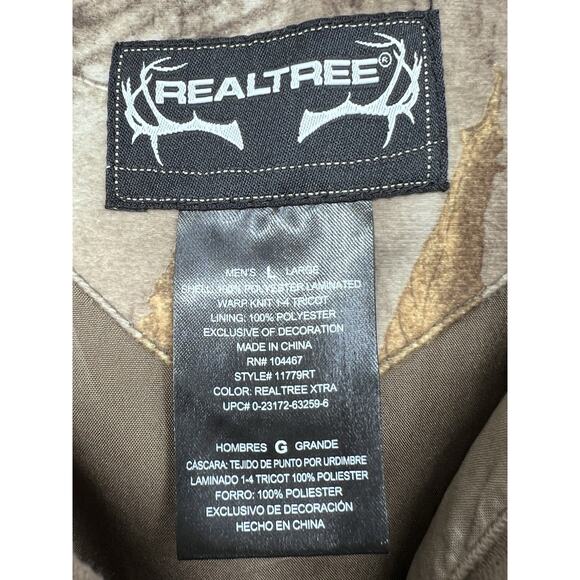 REALTREE®
MEN'S L LARGE
SHELL: 100% POLYESTER LAMINATED
WARP KNIT 1-4 TRICOT
LINING: 100% POLYESTER
EXCLUSIVE OF DECORATION
MADE IN CHINA
RN# 104467
STYLE# 11779RT
COLOR: REALTREE XTRA
UPC# 0-23172-63259-6
HOMBRES G GRANDE
CÁSCARA: TEJIDO DE PUNTO POR URDIMBRE
LAMINADO 1-4 TRICOT 100% POLIESTER
FORRO: 100% POLIESTER
EXCLUSIVO DE DECORACIÓN
HECHO EN CHINA